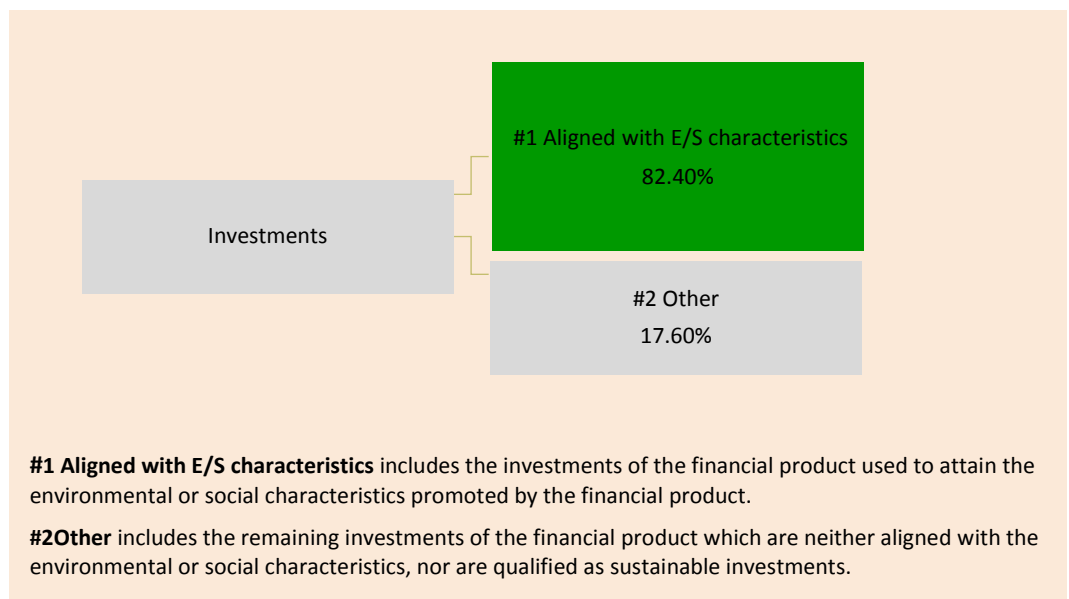 #1 Aligned with E/S characteristics
82.40%
Investments
#2 Other
17.60%
#1 Aligned with E/S characteristics includes the investments of the financial product used to attain the
environmental or social characteristics promoted by the financial product.
#2Other includes the remaining investments of the financial product which are neither aligned with the
environmental or social characteristics, nor are qualified as sustainable investments.